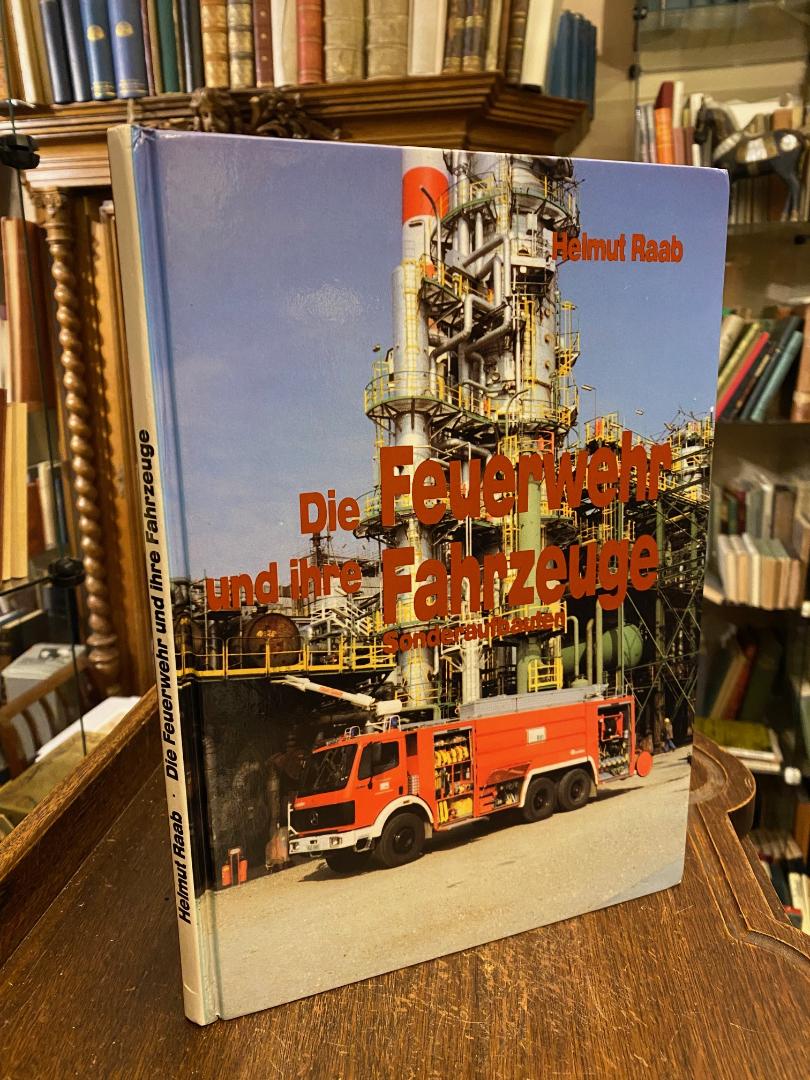 Helmut Raab
Die Feuerwehr
und ihre Fahrzeuge
Sonderaufbauten
Helmut Raab · Die Feuerwehr und ihre Fahrzeuge